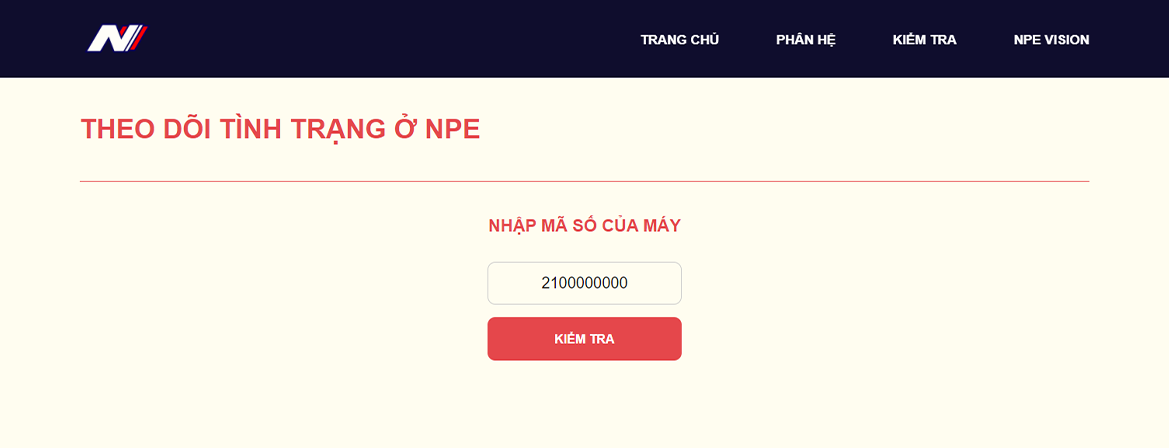 TRANG CHỦ PHÂN HỆ KIỂM TRA NPE VISION
THEO DÕI TÌNH TRẠNG Ở NPE
NHẬP MÃ SỐ CỦA MÁY
2100000000
KIỂM TRA